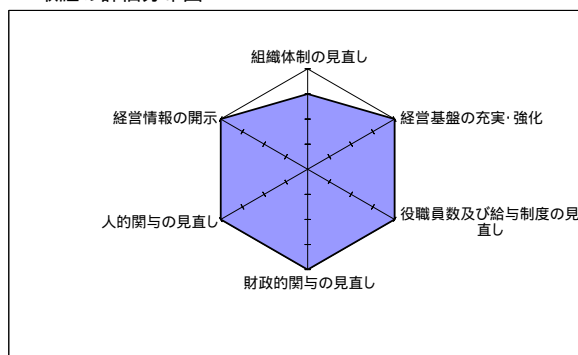 組織体制の見直し
経営情報の開示
経営基盤の充実・強化
人的関与の見直し
役職員数及び給与制度の見
直し
財政的関与の見直し